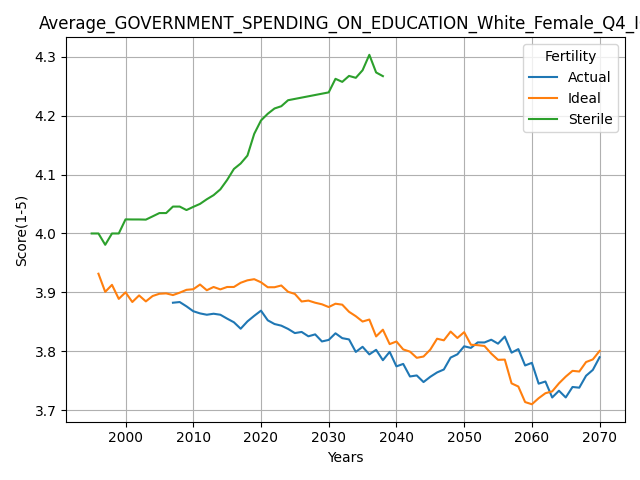 Average_GOVERNMENT_SPENDING_ON_EDUCATION_White_Female_Q4_I
Fertility
Actual
Ideal
Sterile
Score(1-5)
4.3
4.2
4.1
4.0
3.9
3.8
3.7
2000 2010 2020 2030 2040 2050 2060 2070
Years